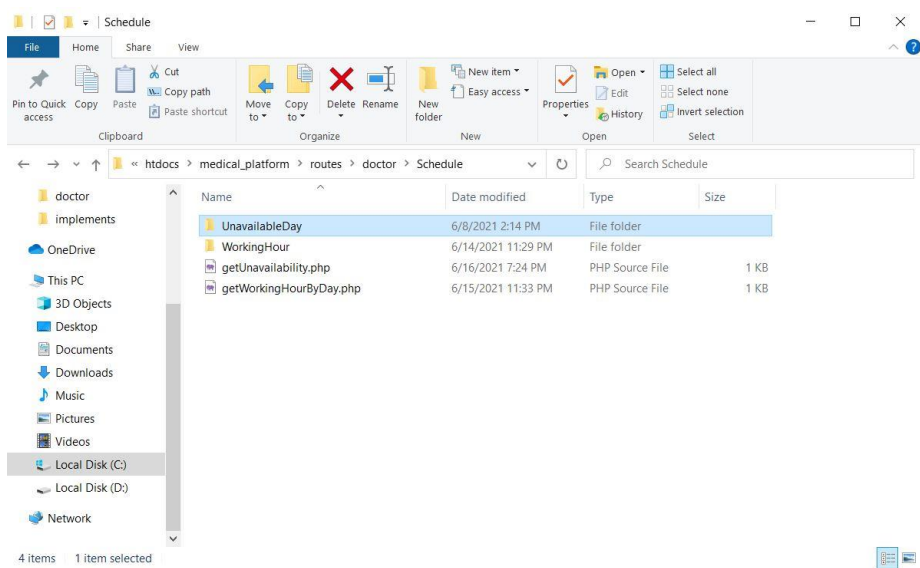 Schedule
File Home Share View
Pin to Quick access
Copy
Paste
Cut
Copy path
Paste shortcut
Clipboard
Move to
Copy to
Delete
Rename
Organize
New folder
New item
Easy access
New
Properties
Open
Edit
History
Open
Select all
Select none
Invert selection
Select
« htdocs > medical_platform > routes > doctor > Schedule
Search Schedule
doctor
implements
OneDrive
This PC
3D Objects
Desktop
Documents
Downloads
Music
Pictures
Videos
Local Disk (C:)
Local Disk (D:)
Network
Name Date modified Type Size
UnavailableDay 6/8/2021 2:14 PM File folder
WorkingHour 6/14/2021 11:29 PM File folder
getUnavailability.php 6/16/2021 7:24 PM PHP Source File 1 KB
getWorkingHourByDay.php 6/15/2021 11:33 PM PHP Source File 1 KB
4 items 1 item selected